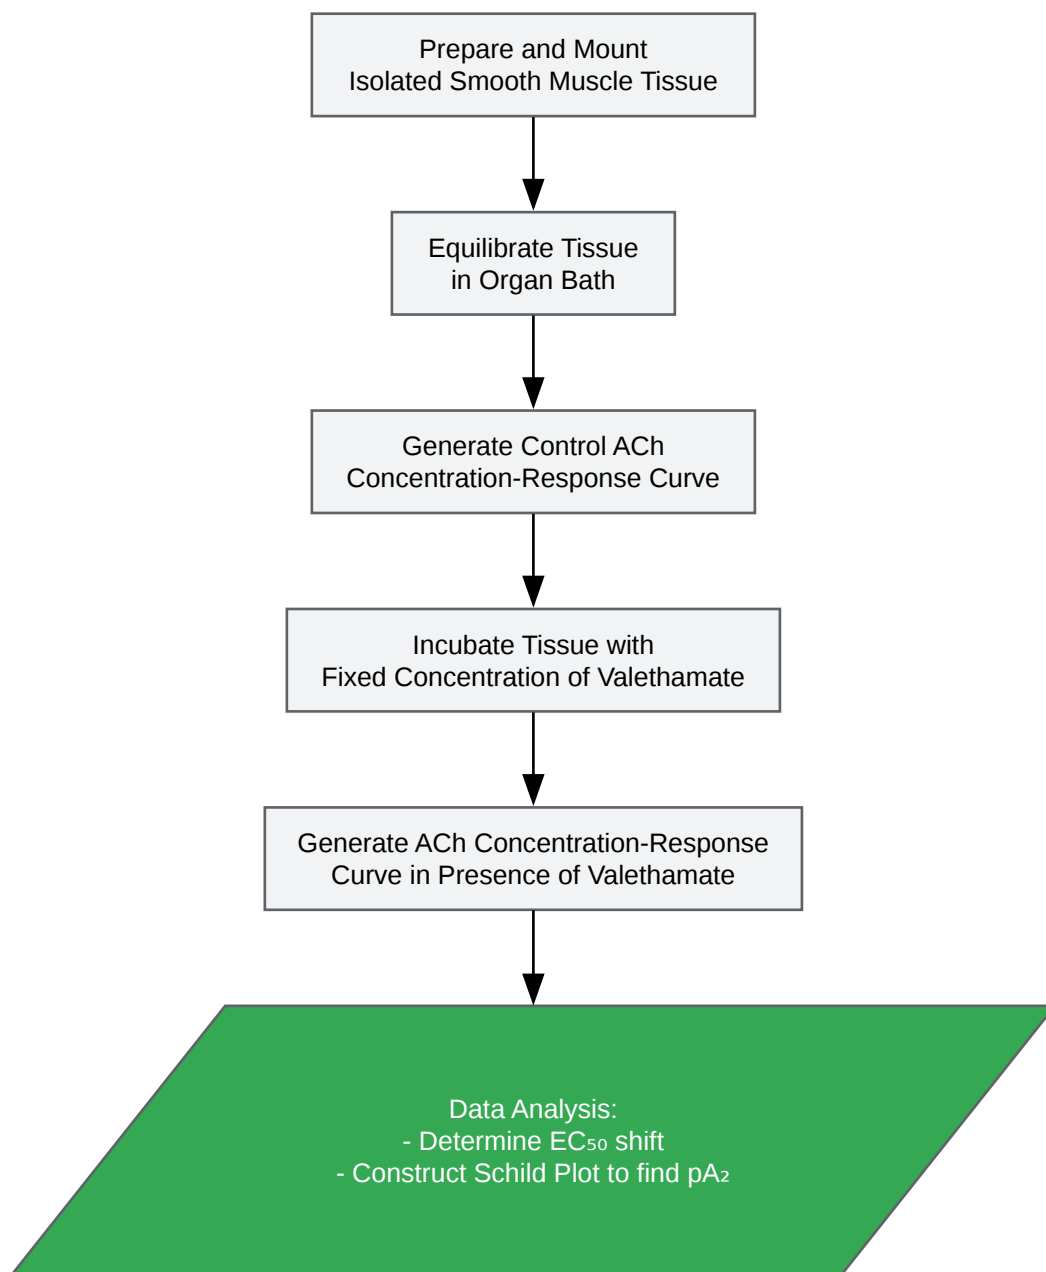 Prepare and Mount
Isolated Smooth Muscle Tissue
Equilibrate Tissue
in Organ Bath
Generate Control ACh
Concentration-Response Curve
Incubate Tissue with
Fixed Concentration of Valethamate
Generate ACh Concentration-Response
Curve in Presence of Valethamate
Data Analysis:
- Determine EC₅₀ shift
- Construct Schild Plot to find pA₂